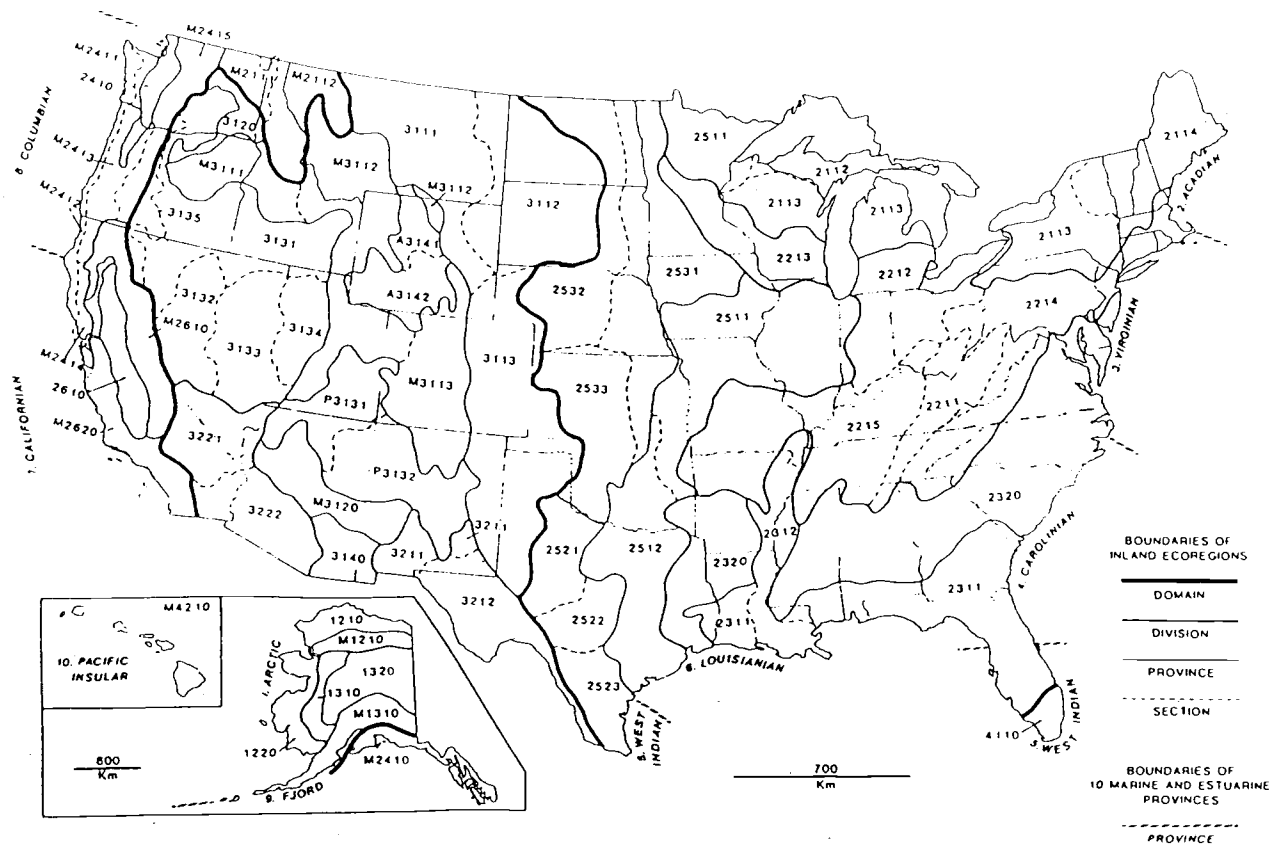 M2415
M2411
2410
M2413
M2412
8. COLUMBIAN
M2112
3120
M3111
3135
3131
3111
M3112
M3112
3112
A3141
A3142
2511
2112
2113
2113
2114
2. ACADIAN
2113
2531
2213
2212
2532
2511
2214
3132
M2610
3133
3134
3113
M3113
P3131
2533
M2414
2610
M2620
7. CALIFORNIAN
3221
3222
P3132
M3120
3140
3211
3211
2215
2211
3. VIRGINIAN
2320
4. CAROLINIAN
2312
2521
2512
2320
2311
2311
3212
2522
2523
6. LOUISIANIAN
5. WEST
INDIAN
4110
5. WEST
INDIAN
M4210
10. PACIFIC
INSULAR
1. ARCTIC
1210
M1210
1320
1310
M1310
1220
M2410
9. FJORD
800
Km
700
Km
BOUNDARIES OF
INLAND ECOREGIONS
DOMAIN
DIVISION
PROVINCE
SECTION
BOUNDARIES OF
10 MARINE AND ESTUARINE
PROVINCES
PROVINCE